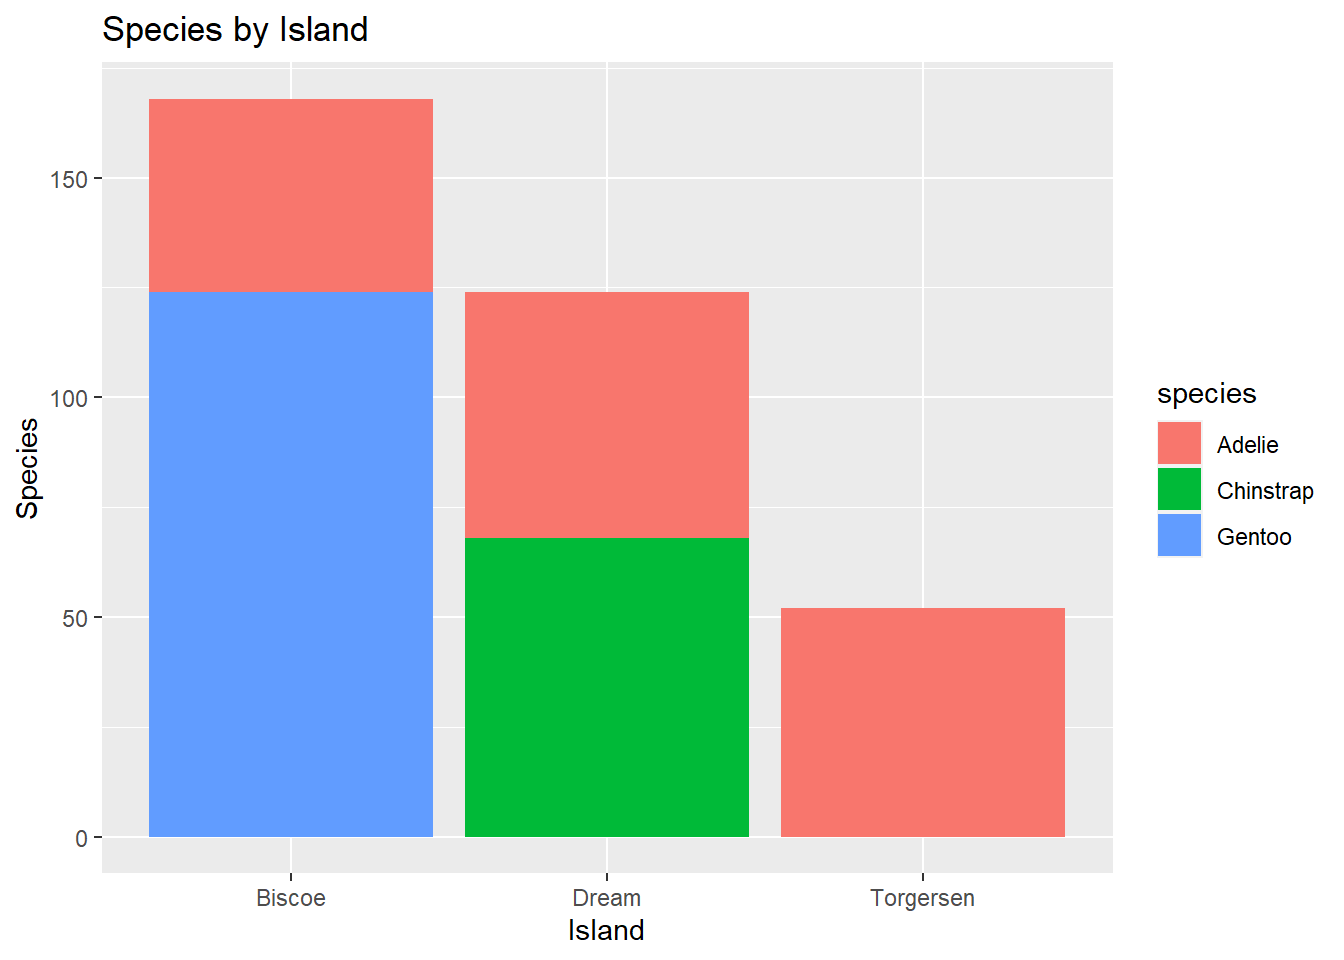 Species by Island
150
100
50
0
Species
Biscoe
Dream
Torgersen
Island
species
Adelie
Chinstrap
Gentoo